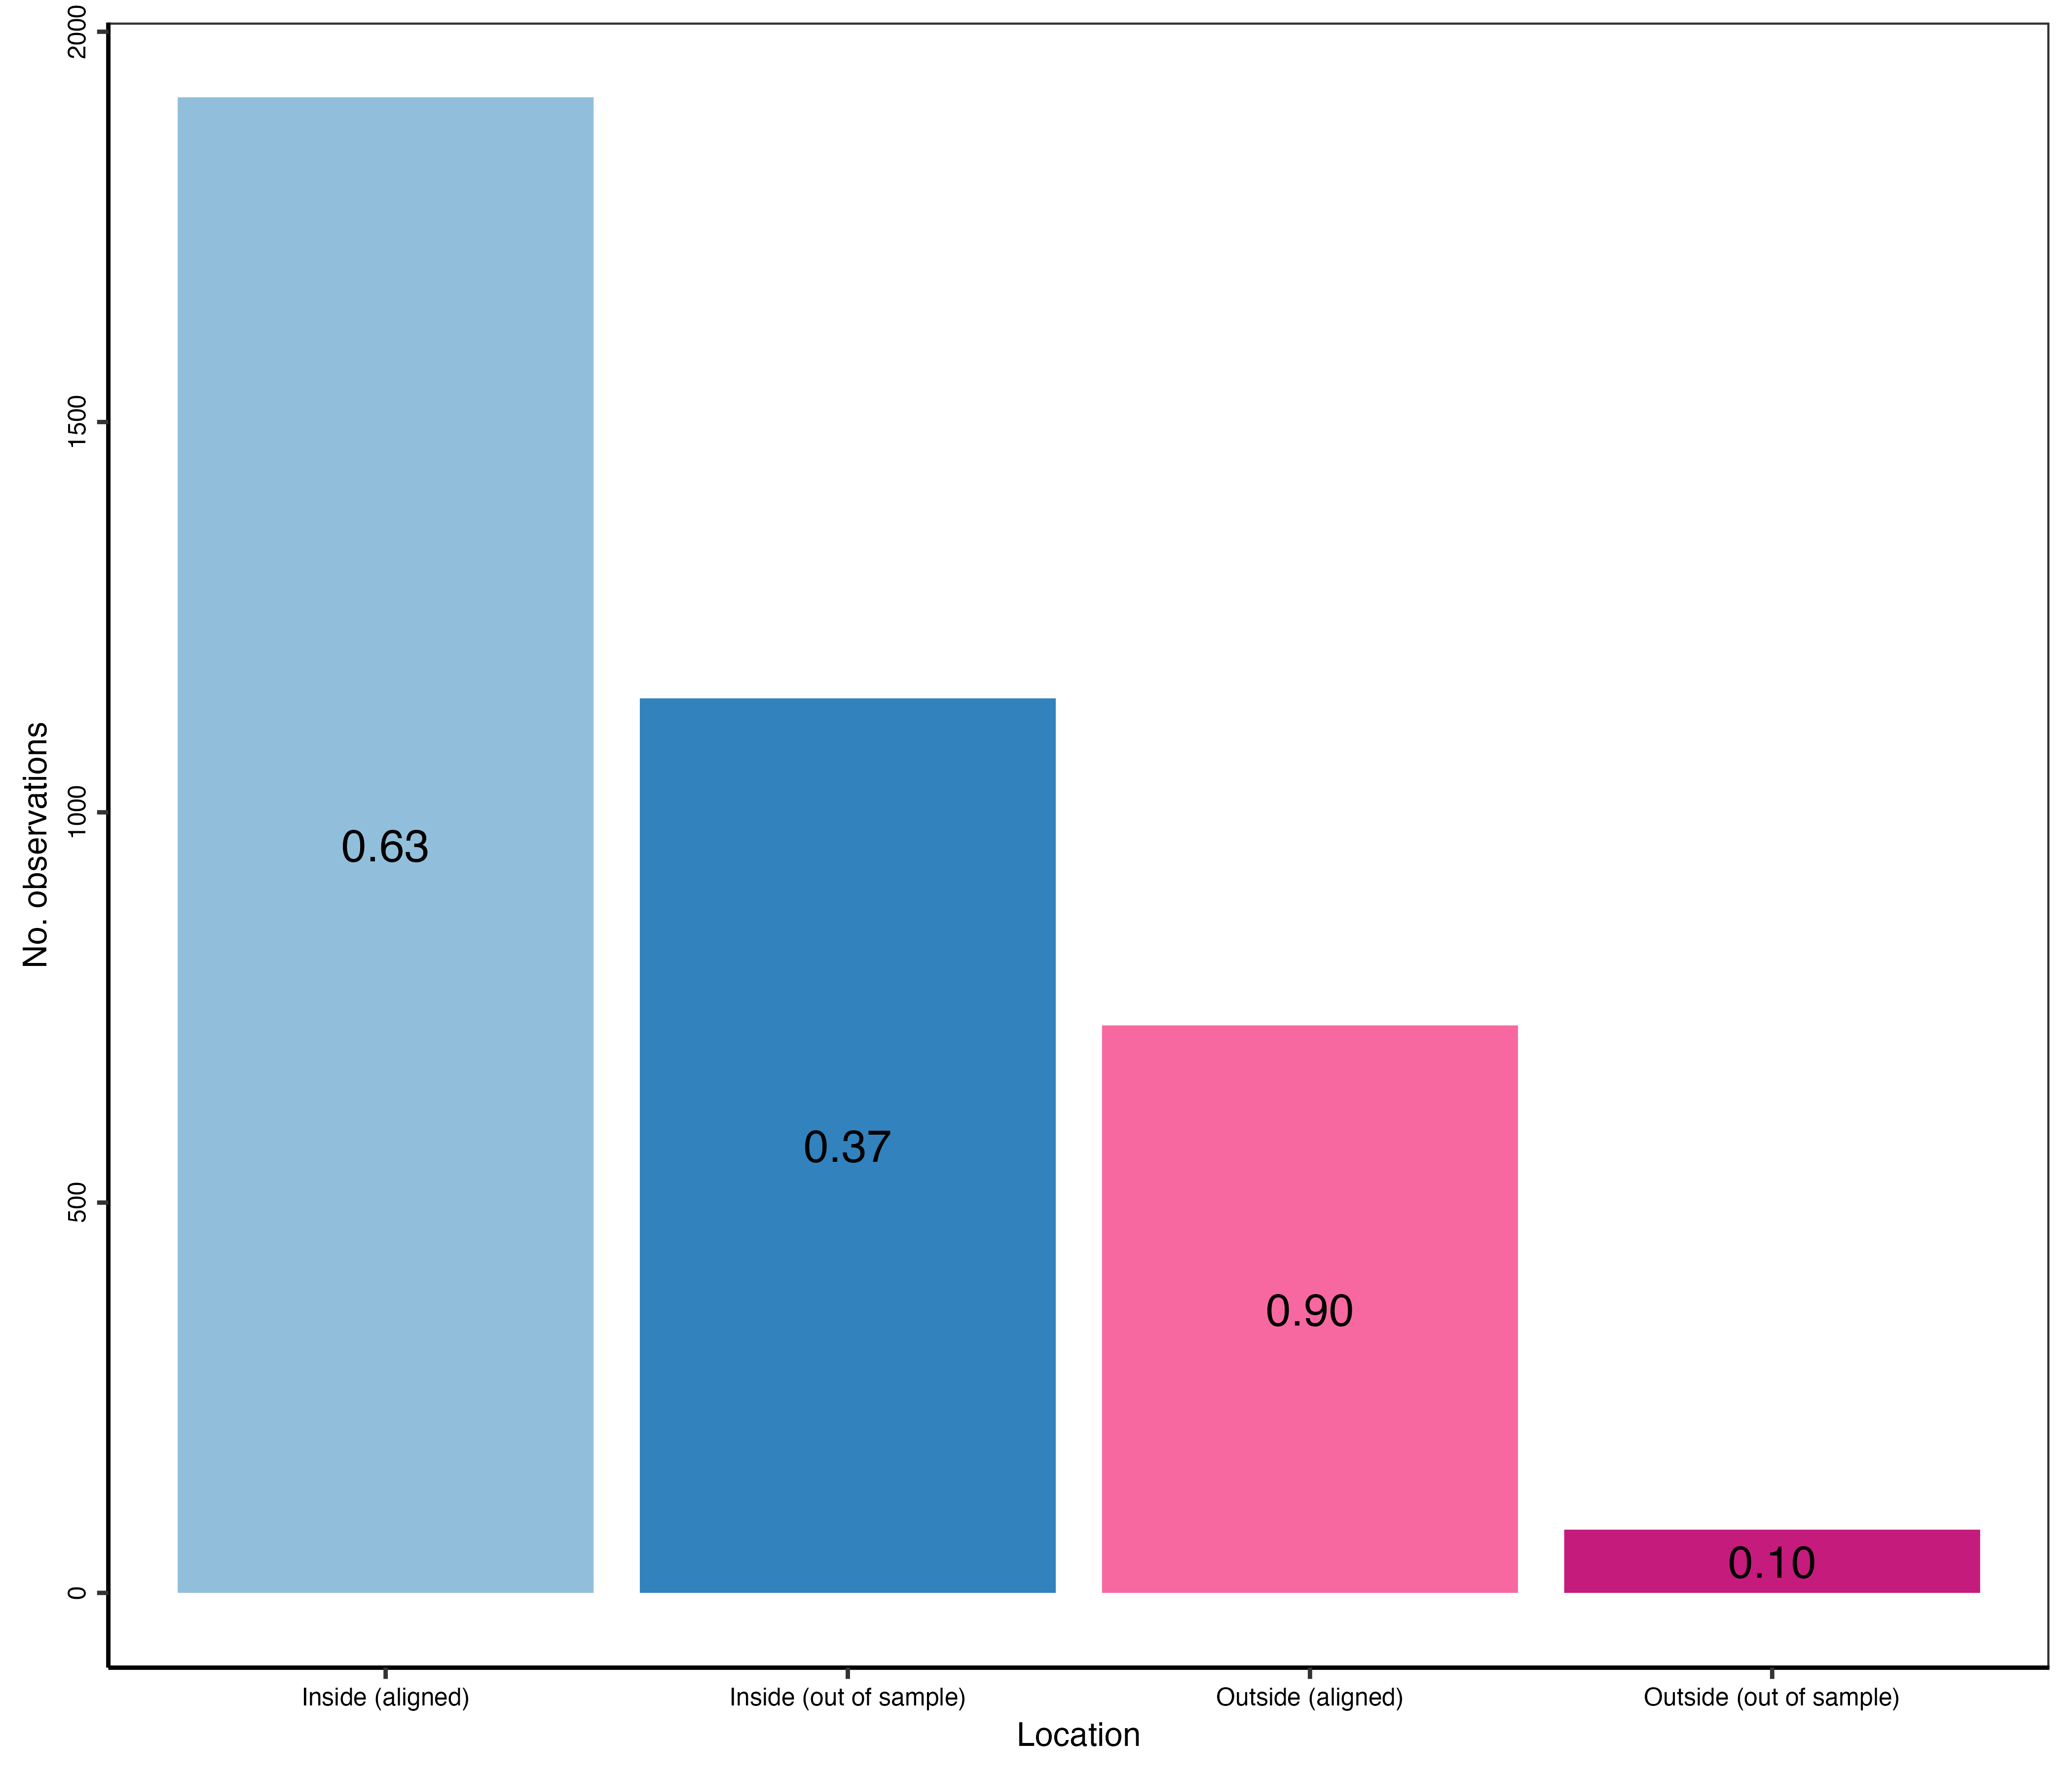 2000
1500
1000
500
0
No. observations
0.63
0.37
0.90
0.10
Inside (aligned)
Inside (out of sample)
Outside (aligned)
Outside (out of sample)
Location